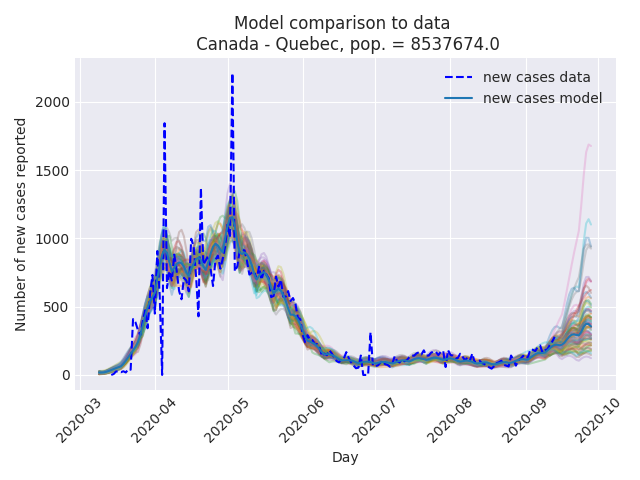 Model comparison to data
Canada - Quebec, pop. = 8537674.0
new cases data
new cases model
Number of new cases reported
2000
1500
1000
500
0
2020-03
2020-04
2020-05
2020-06
2020-07
2020-08
2020-09
2020-10
Day